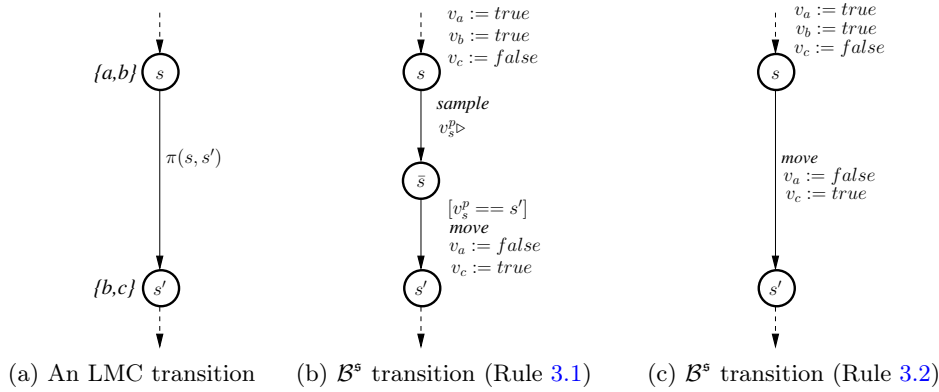 {a,b}
s
π(s, s′)
{b,c}
s′
(a) An LMC transition
v_a := true
v_b := true
v_c := false
s
sample
v_s^p▷
s̄
[v_s^p == s′]
move
v_a := false
v_c := true
s′
(b) 𝓑^𝔰 transition (Rule 3.1)
v_a := true
v_b := true
v_c := false
s
move
v_a := false
v_c := true
s′
(c) 𝓑^𝔰 transition (Rule 3.2)